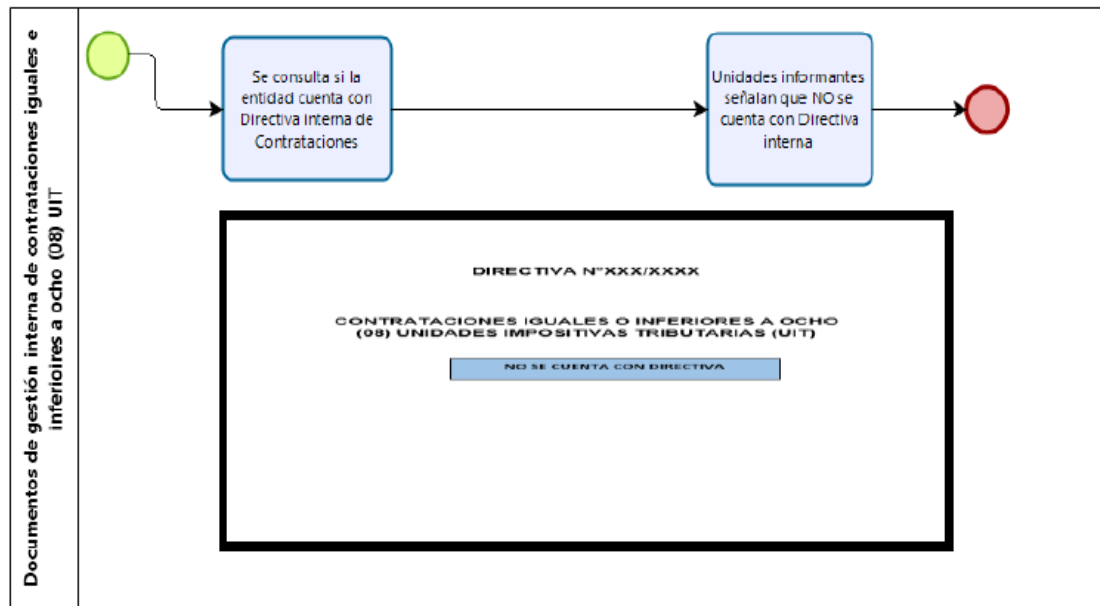 Documentos de gestión interna de contrataciones iguales e
inferioires a ocho (08) UIT
Se consulta si la
entidad cuenta con
Directiva interna de
Contrataciones
Unidades informantes
señalan que NO se
cuenta con Directiva
interna
DIRECTIVA N°XXX/XXXX
CONTRATACIONES IGUALES O INFERIORES A OCHO
(08) UNIDADES IMPOSITIVAS TRIBUTARIAS (UIT)
NO SE CUENTA CON DIRECTIVA